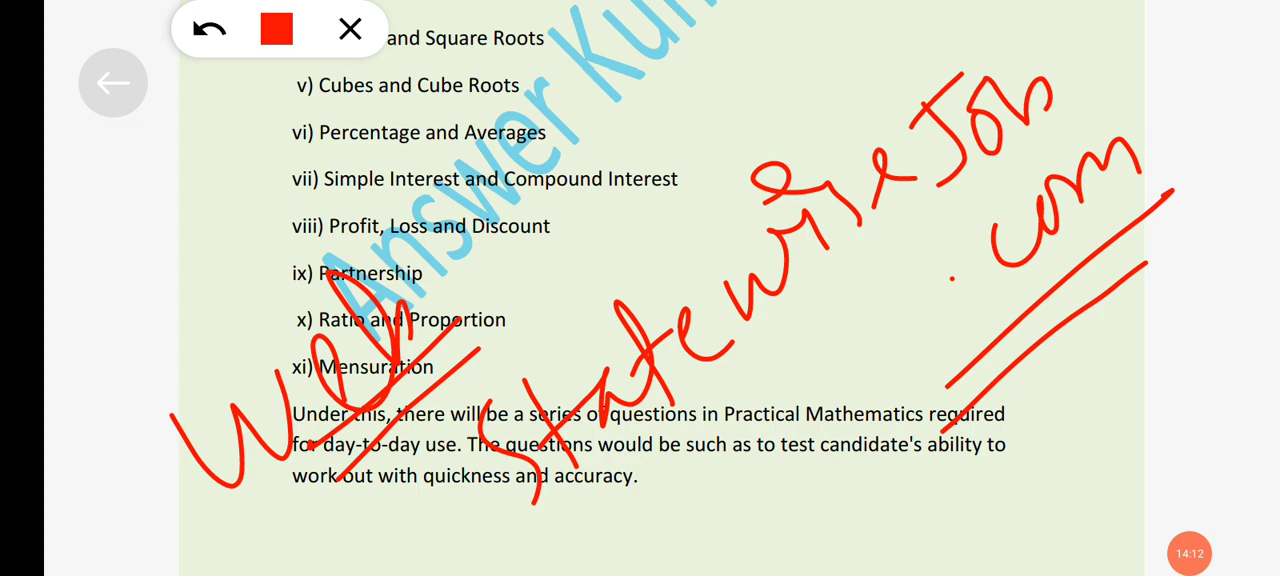 and Square Roots
v) Cubes and Cube Roots
vi) Percentage and Averages
vii) Simple Interest and Compound Interest
viii) Profit, Loss and Discount
ix) Partnership
x) Ratio and Proportion
xi) Mensuration
Under this, there will be a series of questions in Practical Mathematics required
for day-to-day use. The questions would be such as to test candidate's ability to
work out with quickness and accuracy.
Answer
Web
State wise Job
.com
14:12